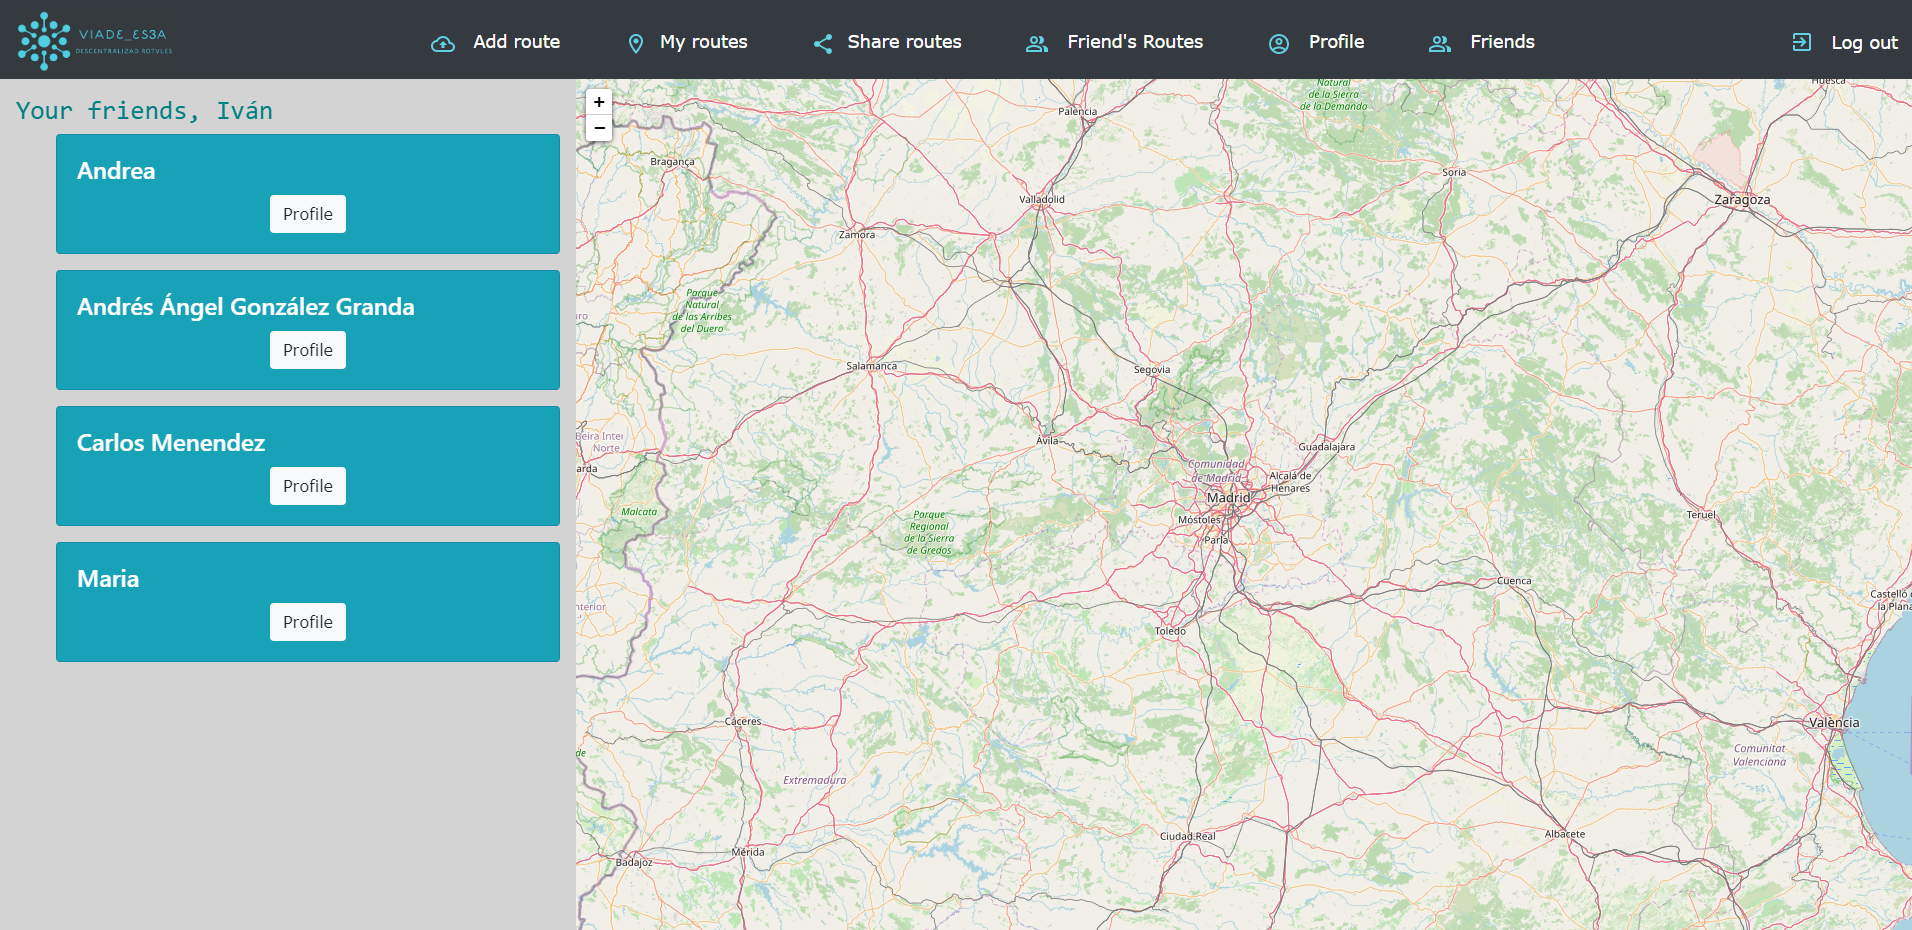 VIADE_ES3A
DESCENTRALIZAD ROTULES
Add route
My routes
Share routes
Friend's Routes
Profile
Friends
Log out
Your friends, Iván
Andrea
Profile
Andrés Ángel González Granda
Profile
Carlos Menendez
Profile
Maria
Profile
+
−
Huesca
Natural
de la Sierra
de la Demanda
Palencia
Bragança
Soria
Valladolid
Zaragoza
Zamora
Parque
Natural
de las Arribes
del Duero
Salamanca
Segovia
Ávila
Guadalajara
Beira Inter
Norte
arda
Comunidad
de Madrid
Alcalá de
Henares
Madrid
Malcata
Parque
Regional
de la Sierra
de Gredos
Móstoles
Parla
Teruel
Cuenca
Castelló de
la Plana
Interior
Toledo
Cáceres
València
Comunitat
Valenciana
de
Extremadura
Ciudad Real
Albacete
Mérida
Badajoz